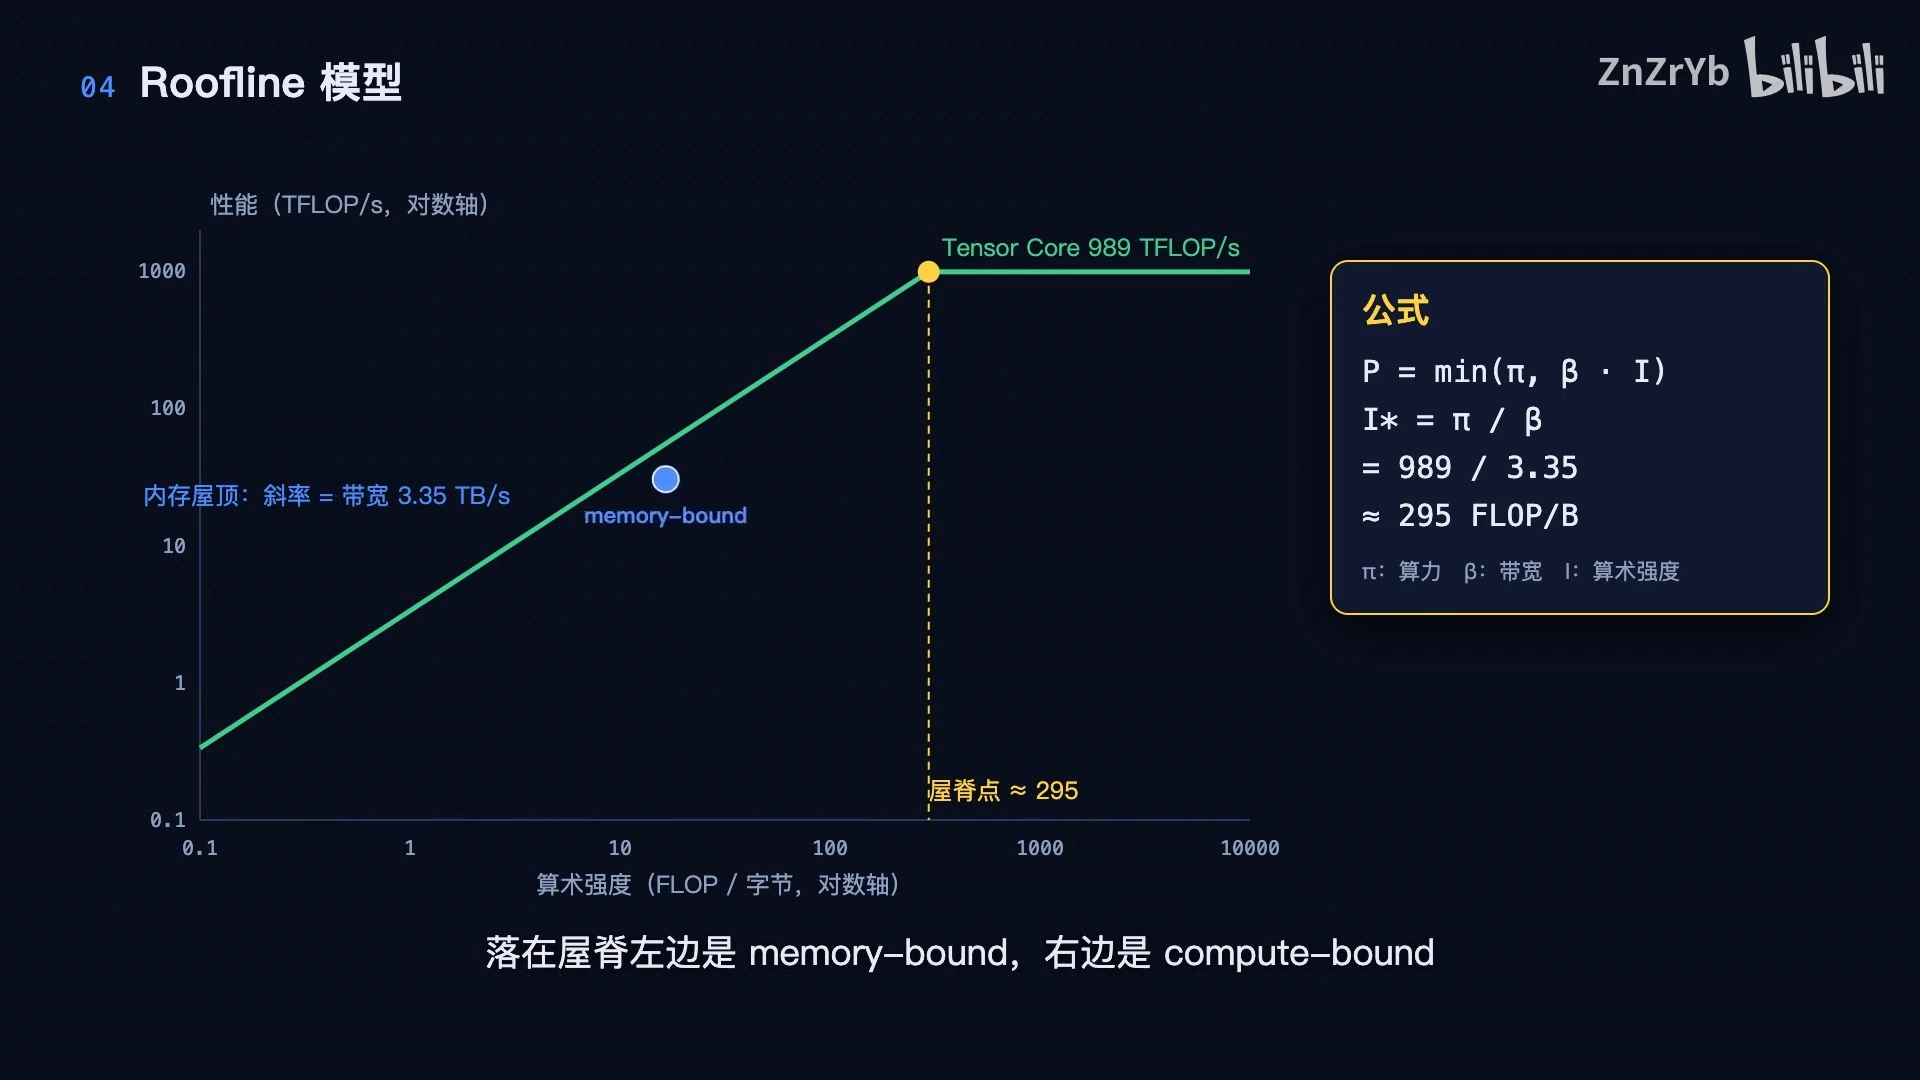 04 Roofline 模型
ZnZrYb bilibili
性能（TFLOP/s，对数轴）
Tensor Core 989 TFLOP/s
1000
100
内存屋顶：斜率 = 带宽 3.35 TB/s
memory-bound
10
1
屋脊点 ≈ 295
0.1
0.1 1 10 100 1000 10000
算术强度（FLOP / 字节，对数轴）
公式
P = min(π, β · I)
I* = π / β
= 989 / 3.35
≈ 295 FLOP/B
π：算力 β：带宽 I：算术强度
落在屋脊左边是 memory-bound，右边是 compute-bound